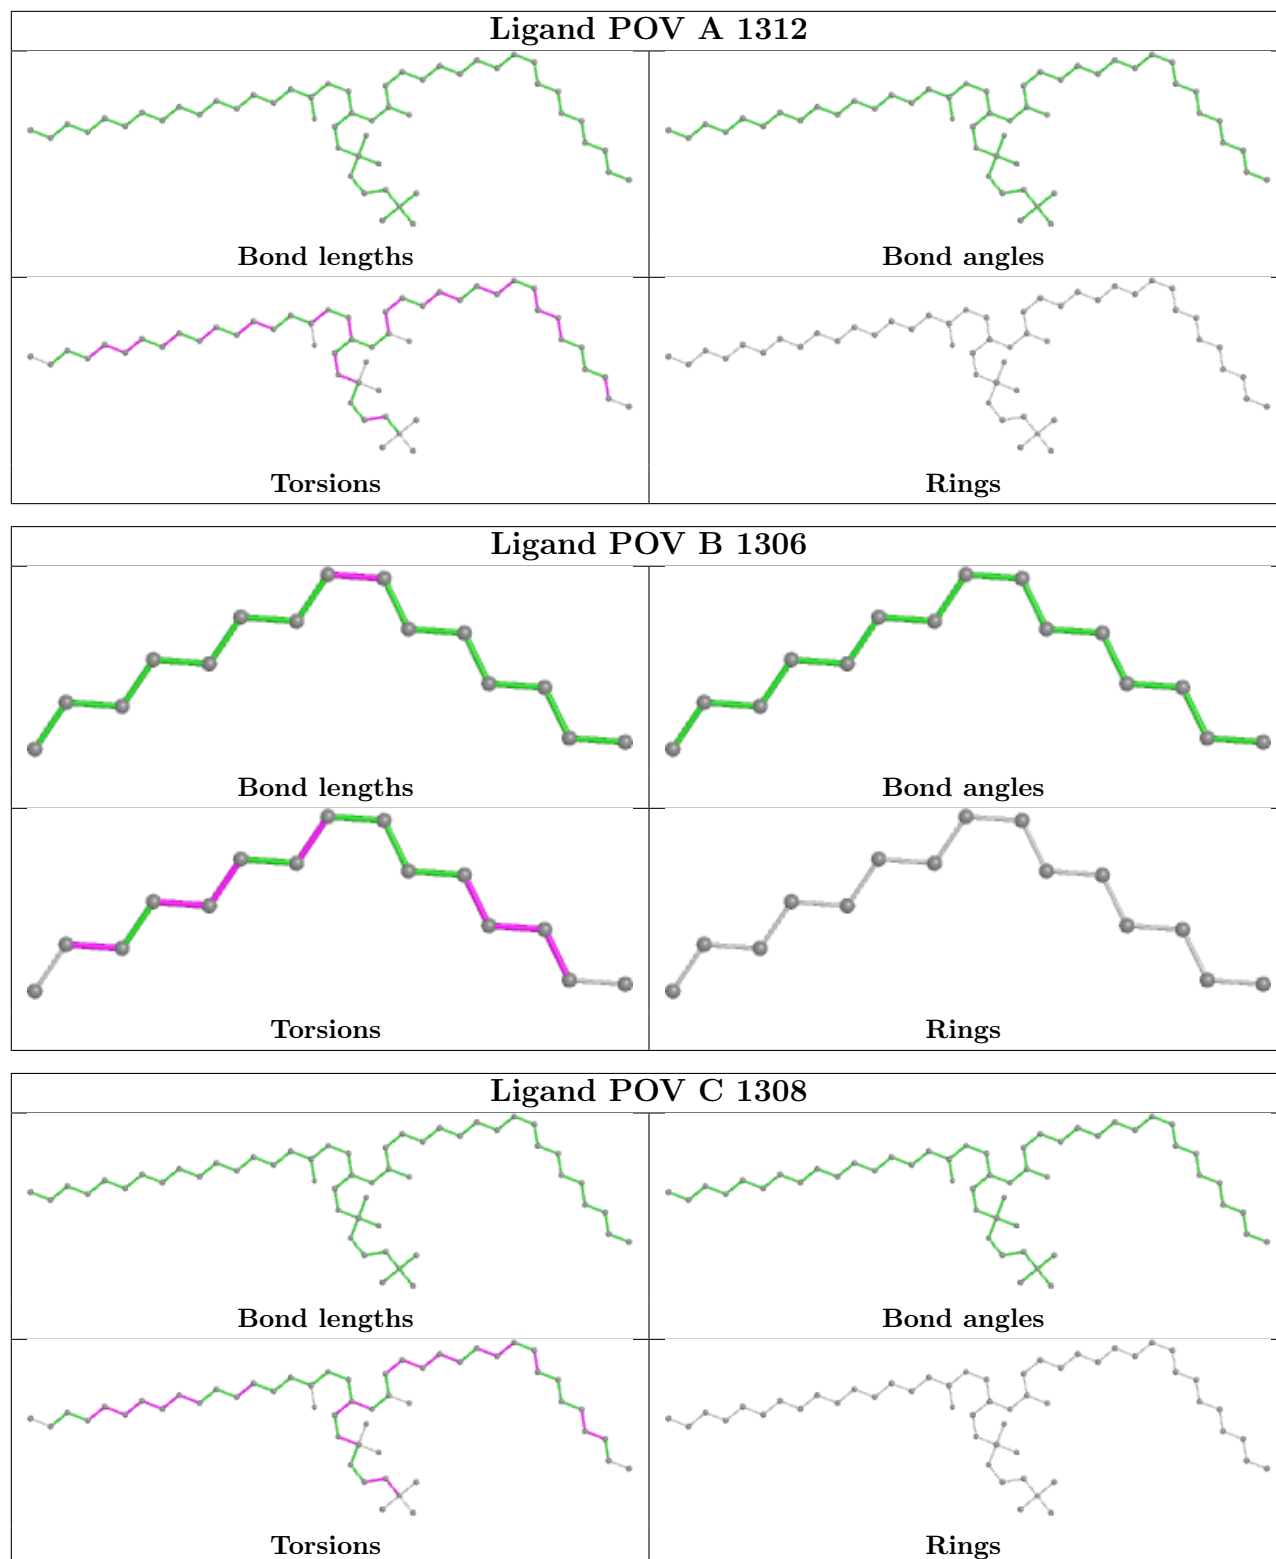 Ligand POV A 1312
Bond lengths
Bond angles
Torsions
Rings
Ligand POV B 1306
Bond lengths
Bond angles
Torsions
Rings
Ligand POV C 1308
Bond lengths
Bond angles
Torsions
Rings